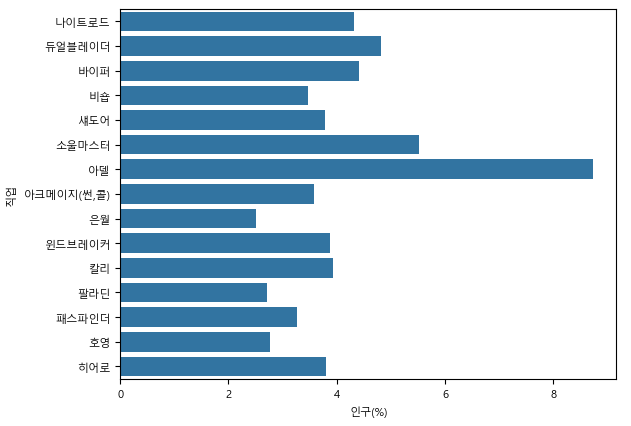 나이트로드
듀얼블레이더
바이퍼
비숍
섀도어
소울마스터
아델
아크메이지(썬,콜)
은월
윈드브레이커
칼리
팔라딘
패스파인더
호영
히어로
직업
0 2 4 6 8
인구(%)